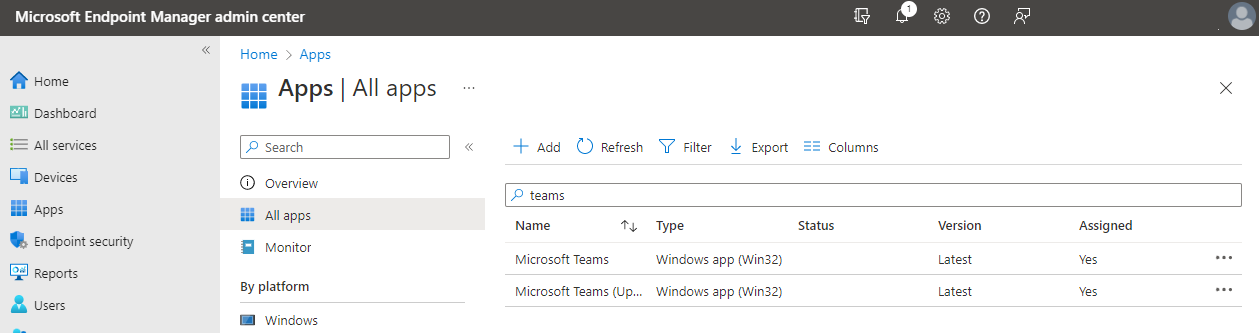 Microsoft Endpoint Manager admin center
1
Home
Dashboard
All services
Devices
Apps
Endpoint security
Reports
Users
Home > Apps
Apps | All apps ...
Search
Overview
All apps
Monitor
By platform
Windows
Add Refresh Filter Export Columns
teams
Name Type Status Version Assigned
Microsoft Teams Windows app (Win32) Latest Yes ...
Microsoft Teams (Up... Windows app (Win32) Latest Yes ...